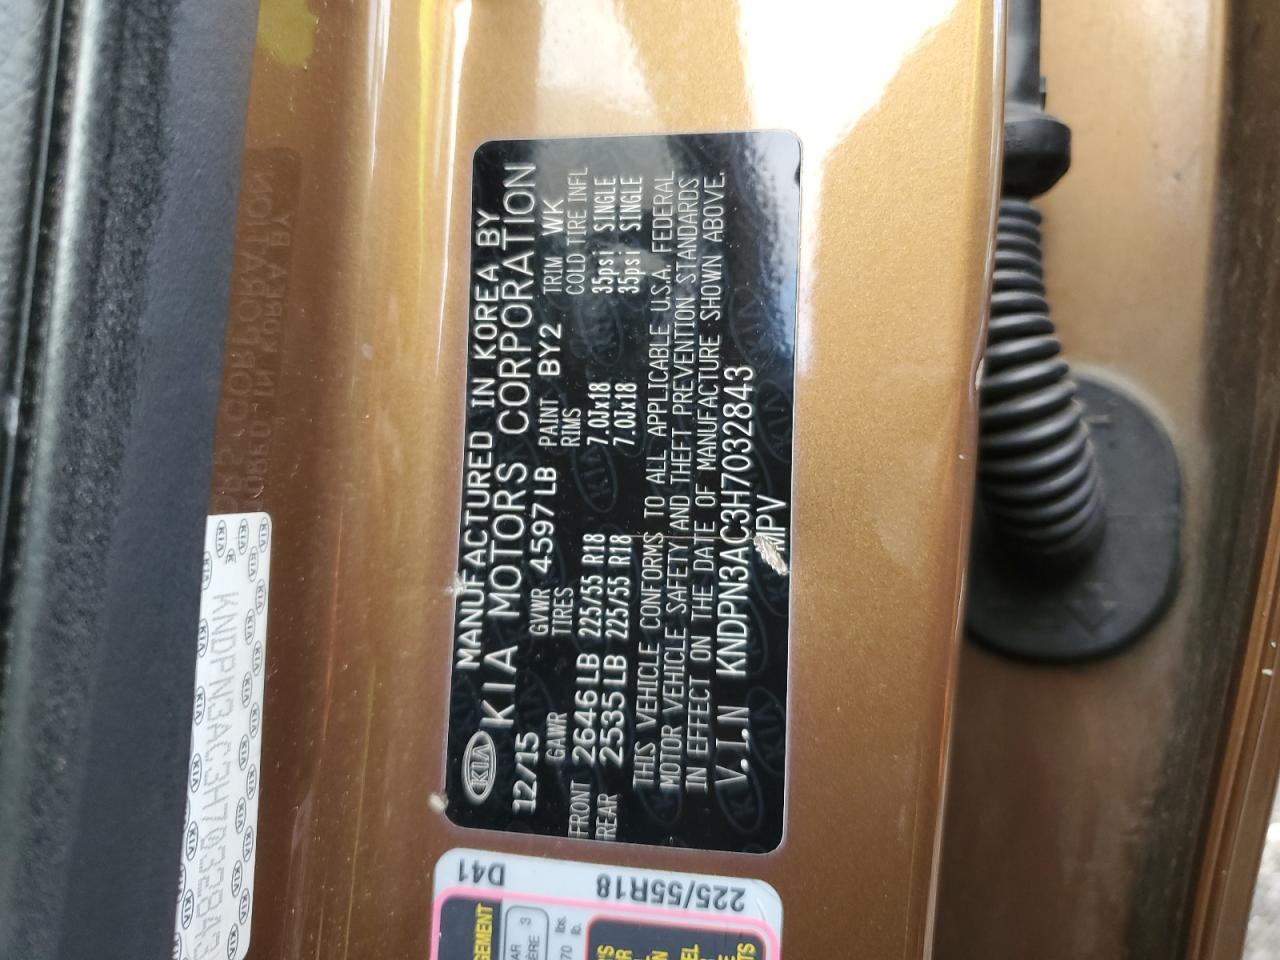 MANUFACTURED IN KOREA BY
KIA KIA MOTORS CORPORATION
12/15 GVWR 4597LB PAINT BY2 TRIM WK
GAWR TIRES RIMS COLD TIRE INFL
FRONT 2646LB 225/55 R18 7.0Jx18 35psi SINGLE
REAR 2535LB 225/55 R18 7.0Jx18 35psi SINGLE
THIS VEHICLE CONFORMS TO ALL APPLICABLE U.S.A. FEDERAL
MOTOR VEHICLE SAFETY AND THEFT PREVENTION STANDARDS
IN EFFECT ON THE DATE OF MANUFACTURE SHOWN ABOVE.
V.I.N KNDPN3AC3H7032843
MPV
KNDPN3AC3H7032843
D41
225/55R18